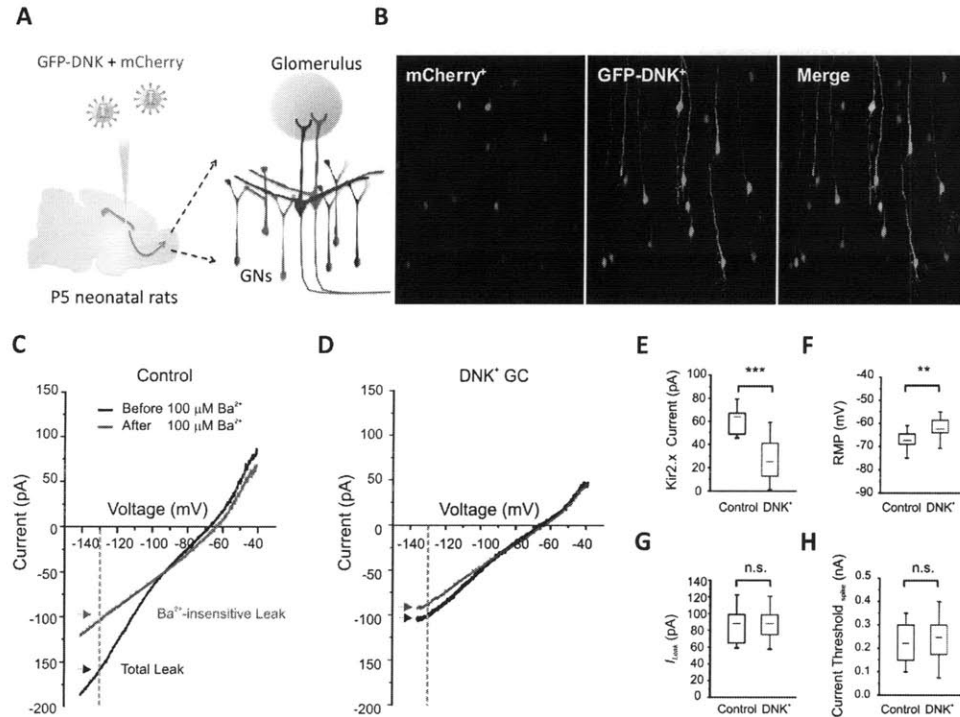 A
GFP-DNK + mCherry
Glomerulus
GNs
P5 neonatal rats
B
mCherry⁺
GFP-DNK⁺
Merge
C
Control
Before 100 μM Ba²⁺
After 100 μM Ba²⁺
Voltage (mV)
Current (pA)
150
100
50
0
-50
-100
-150
-200
-140 -120 -100 -80 -60 -40
Ba²⁺-insensitive Leak
Total Leak
D
DNK⁺ GC
Voltage (mV)
Current (pA)
150
100
50
0
-50
-100
-150
-200
-140 -120 -100 -80 -60 -40
E
***
Kir2.x Current (pA)
100
80
60
40
20
0
Control DNK⁺
F
**
RMP (mV)
-40
-50
-60
-70
-80
-90
Control DNK⁺
G
n.s.
I Leak (pA)
140
120
100
80
60
40
20
0
Control DNK⁺
H
n.s.
Current Threshold spike (nA)
0.5
0.4
0.3
0.2
0.1
0.0
Control DNK⁺